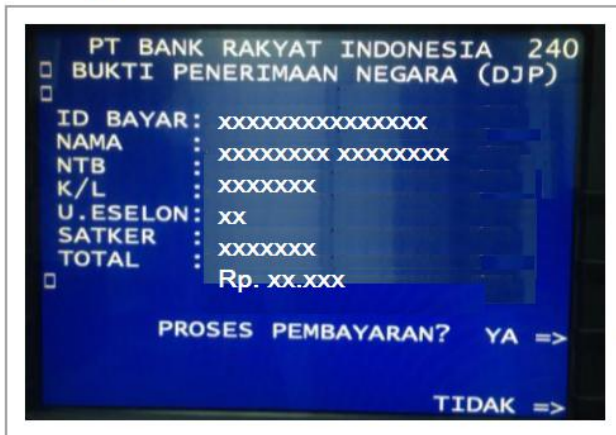 PT BANK RAKYAT INDONESIA 240
BUKTI PENERIMAAN NEGARA (DJP)
ID BAYAR: xxxxxxxxxxxxxxx
NAMA : xxxxxxxx xxxxxxxx
NTB : xxxxxxx
K/L : xx
U.ESELON:
SATKER : xxxxxxx
TOTAL : Rp. xx.xxx
PROSES PEMBAYARAN? YA =>
TIDAK =>